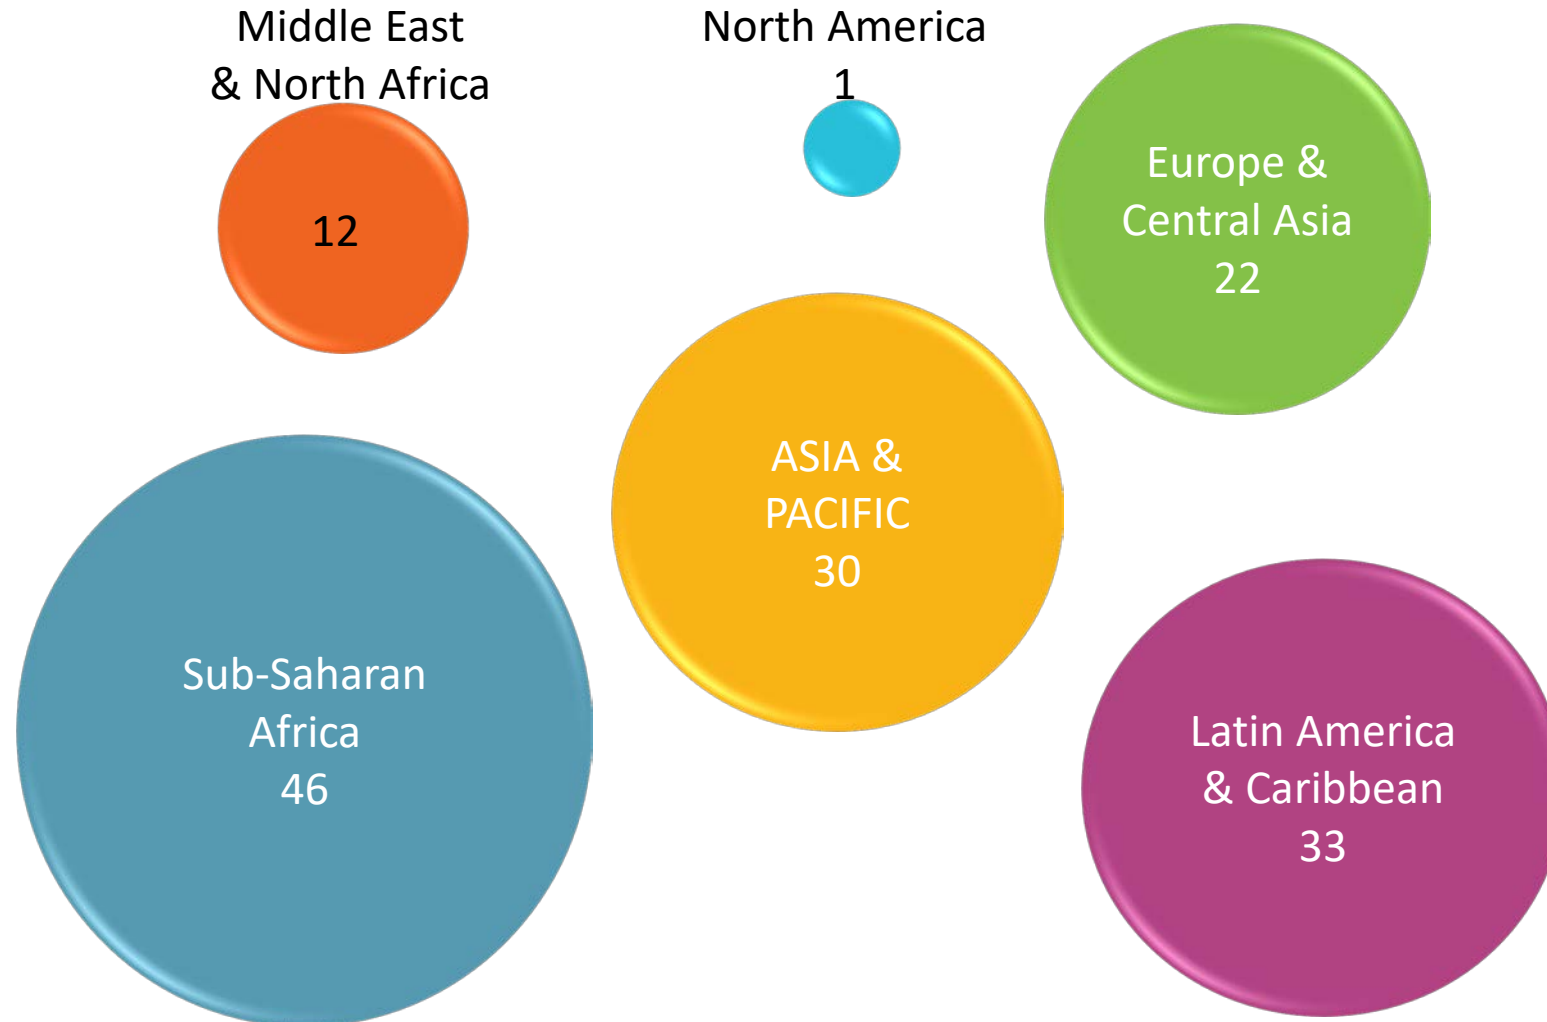 Middle East
& North Africa
12
North America
1
Europe &
Central Asia
22
ASIA &
PACIFIC
30
Sub-Saharan
Africa
46
Latin America
& Caribbean
33